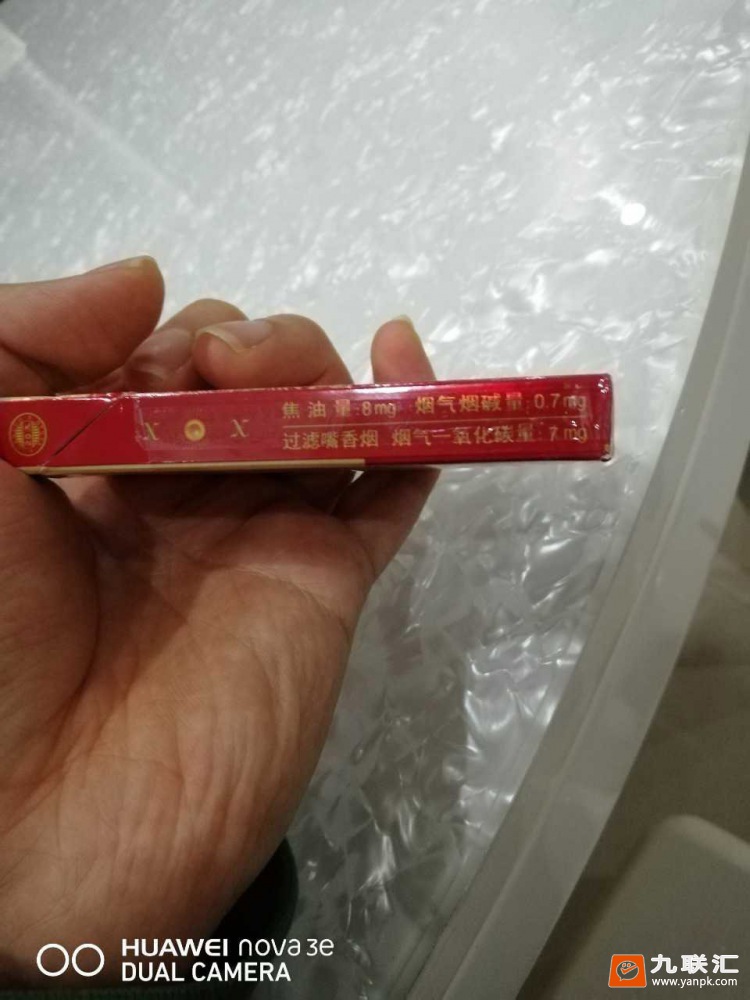 X X
焦油量:8mg 烟气烟碱量:0.7mg
过滤嘴香烟 烟气一氧化碳量:7mg
HUAWEI nova 3e
DUAL CAMERA
九联汇
www.yanpk.com